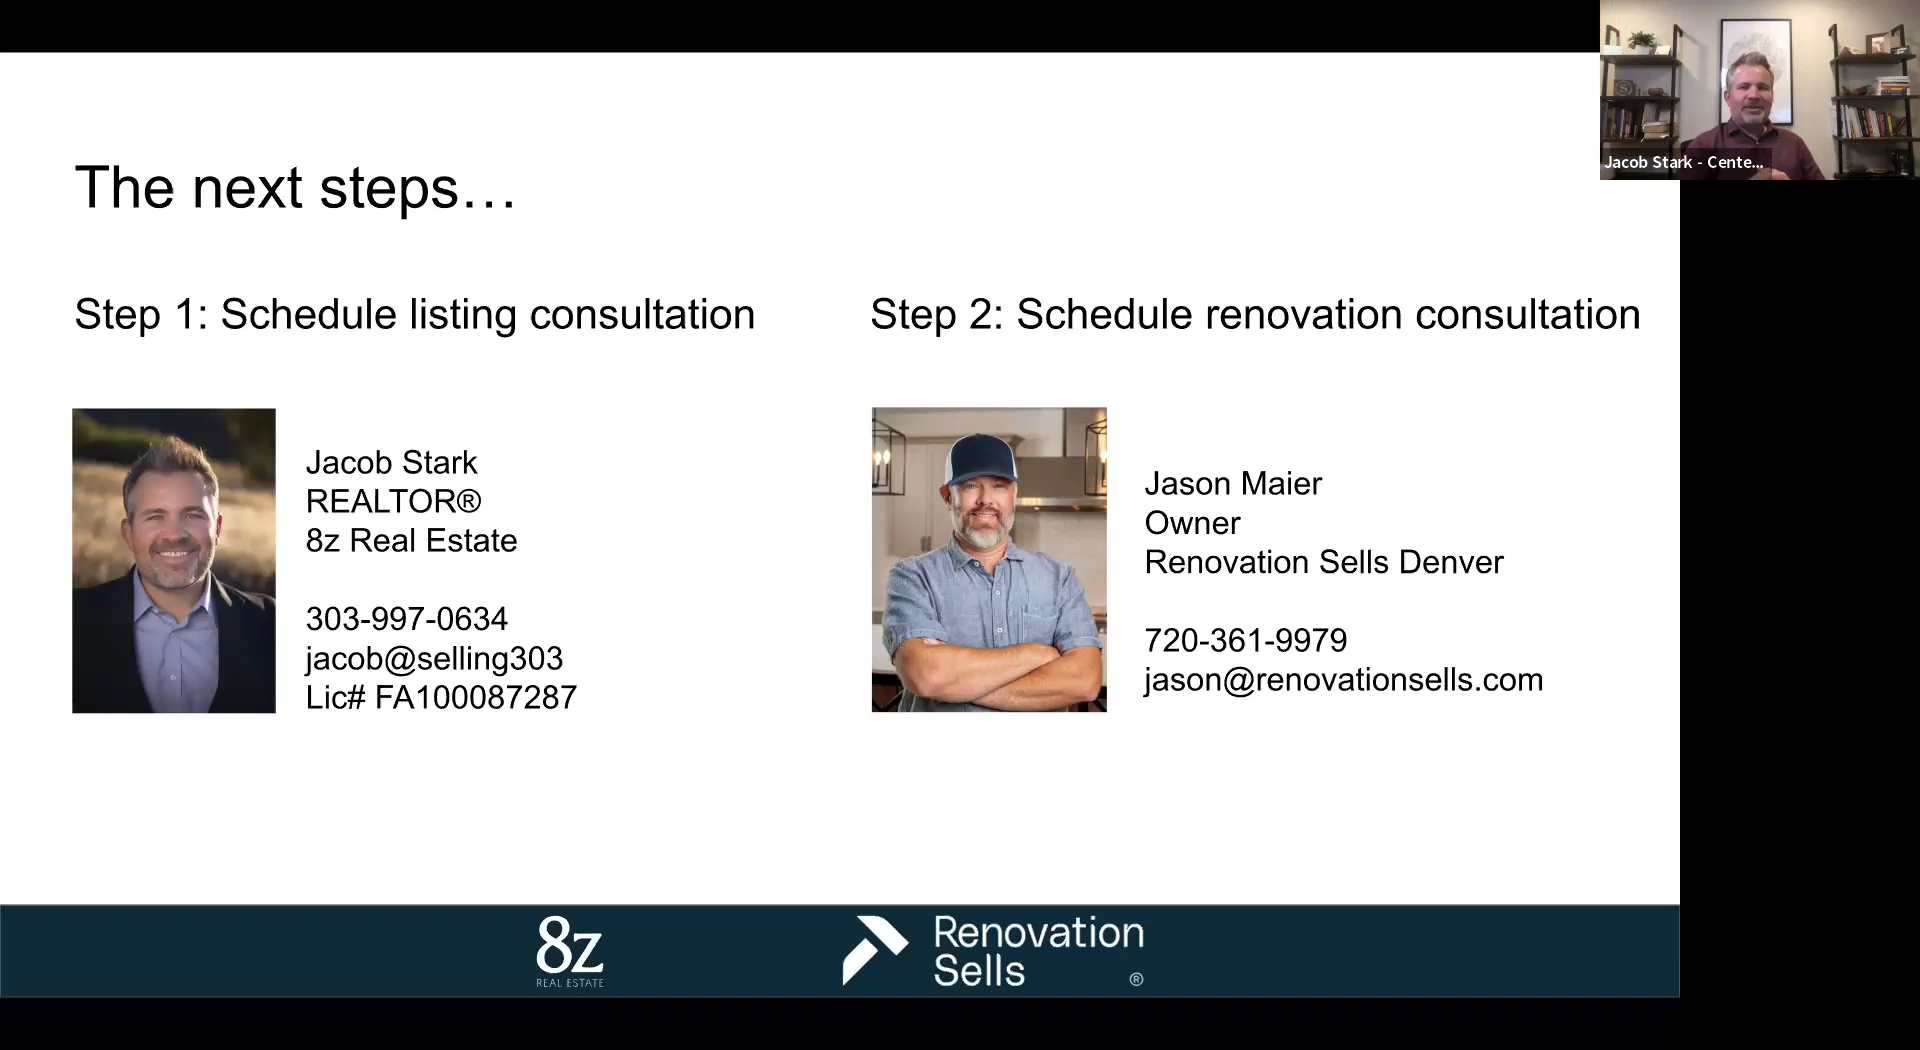 Jacob Stark - Cente...
The next steps…
Step 1: Schedule listing consultation
Jacob Stark
REALTOR®
8z Real Estate
303-997-0634
jacob@selling303
Lic# FA100087287
Step 2: Schedule renovation consultation
Jason Maier
Owner
Renovation Sells Denver
720-361-9979
jason@renovationsells.com
8z
REAL ESTATE
Renovation
Sells
®